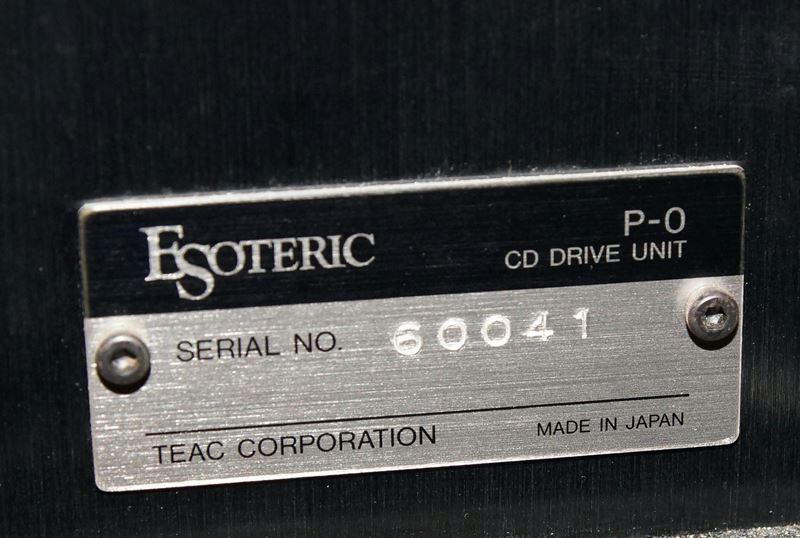 ESOTERIC
P-0
CD DRIVE UNIT
SERIAL NO. 60041
TEAC CORPORATION
MADE IN JAPAN